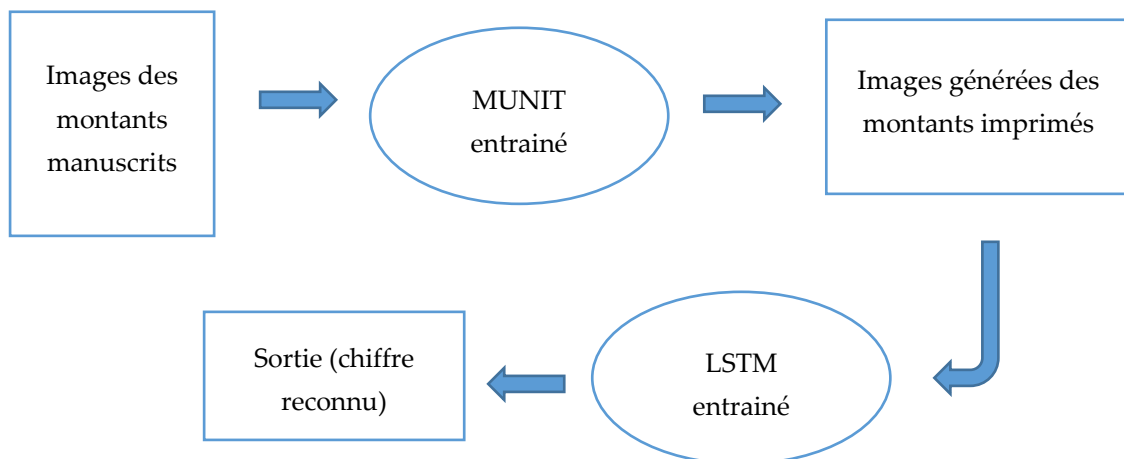 Images des
montants
manuscrits
MUNIT
entrainé
Images générées des
montants imprimés
LSTM
entrainé
Sortie (chiffre
reconnu)